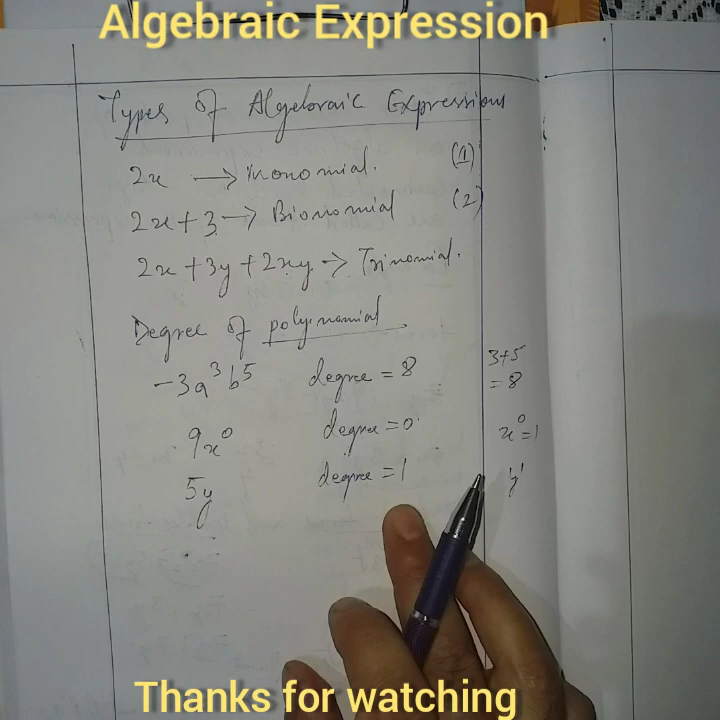 Algebraic Expression
Types of Algebraic Expressions
2x → Monomial. (1)
2x+3 → Bionomial (2)
2x+3y+2xy → Trinomial.
Degree of polynomial
-3a³b⁵ degree = 8 3+5 = 8
9x⁰ degree = 0 x⁰=1
5y degree = 1 y¹
Thanks for watching